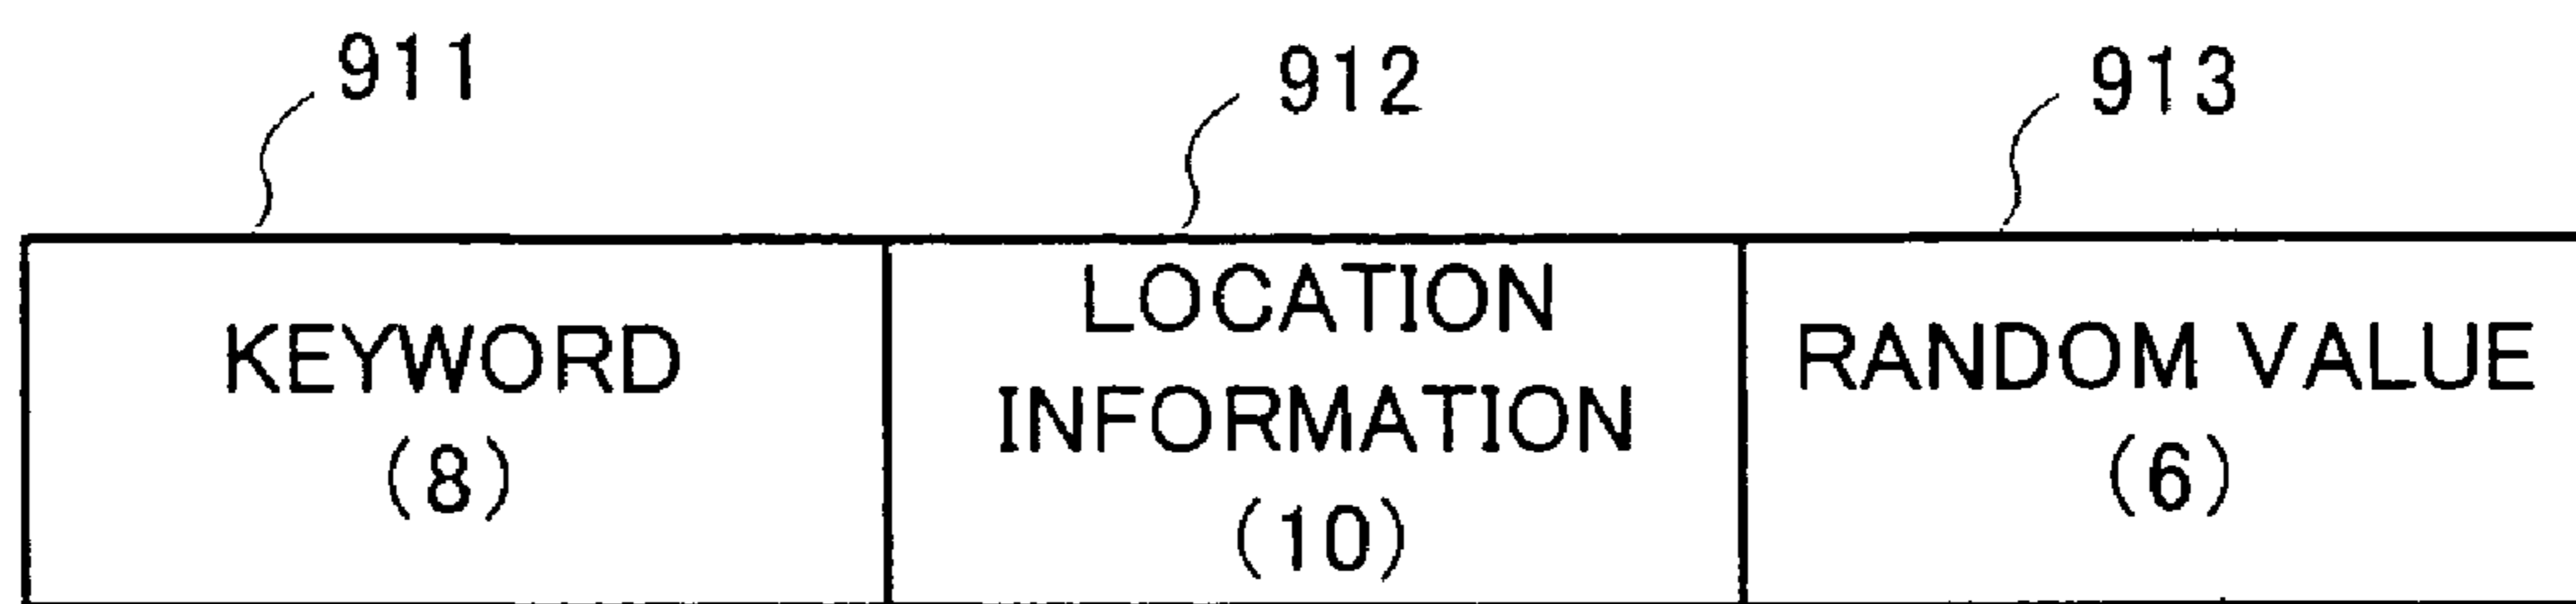 911
912
913
KEYWORD
(8)
LOCATION
INFORMATION
(10)
RANDOM VALUE
(6)